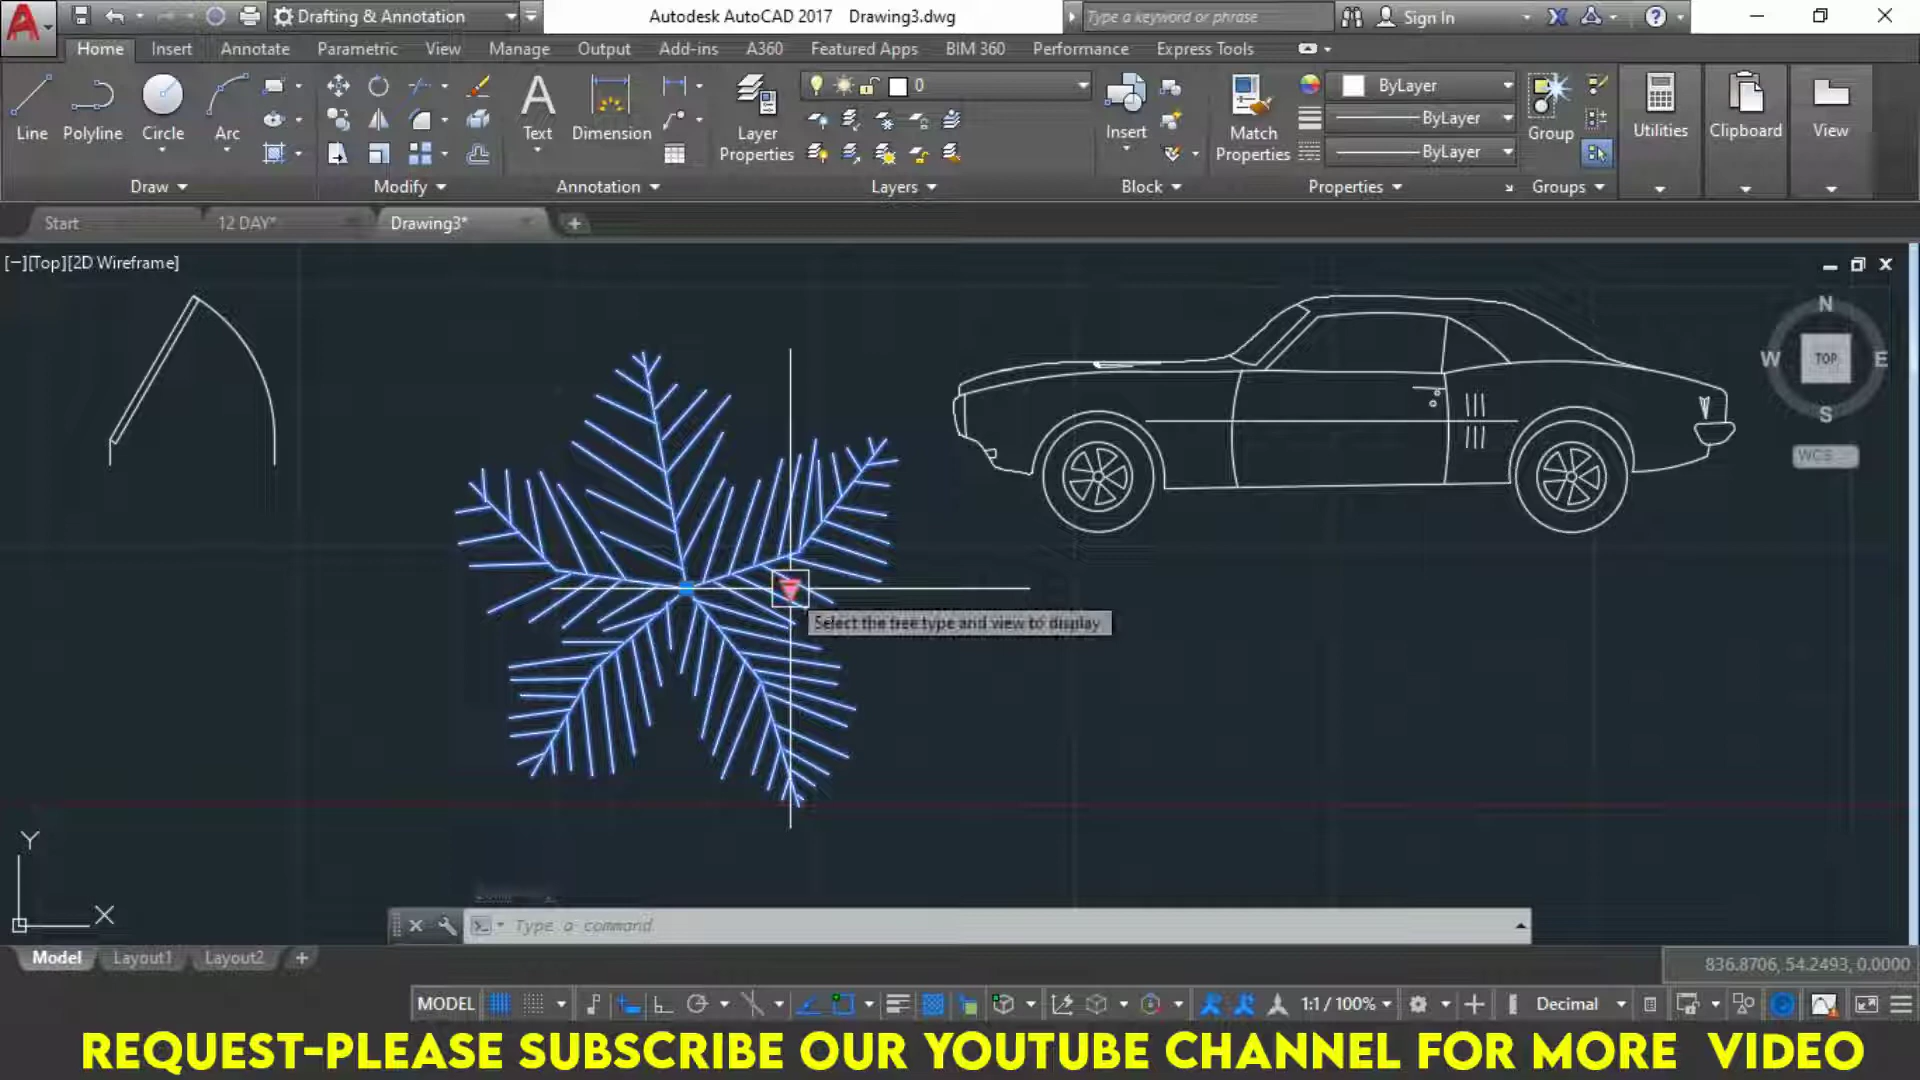 Drafting & Annotation
Autodesk AutoCAD 2017 Drawing3.dwg
Type a keyword or phrase
Sign In
Home Insert Annotate Parametric View Manage Output Add-ins A360 Featured Apps BIM 360 Performance Express Tools
Line Polyline Circle Arc
Text Dimension
Layer Properties
0
Insert
Match Properties
ByLayer
ByLayer
ByLayer
Group
Utilities Clipboard View
Draw Modify Annotation Layers Block Properties Groups
Start 12 DAY* Drawing3*
[−][Top][2D Wireframe]
N
W TOP E
S
WCS
Select the tree type and view to display
Y
X
Type a command
Model Layout1 Layout2
836.8706, 54.2493, 0.0000
MODEL 1:1 / 100% Decimal
REQUEST-PLEASE SUBSCRIBE OUR YOUTUBE CHANNEL FOR MORE VIDEO